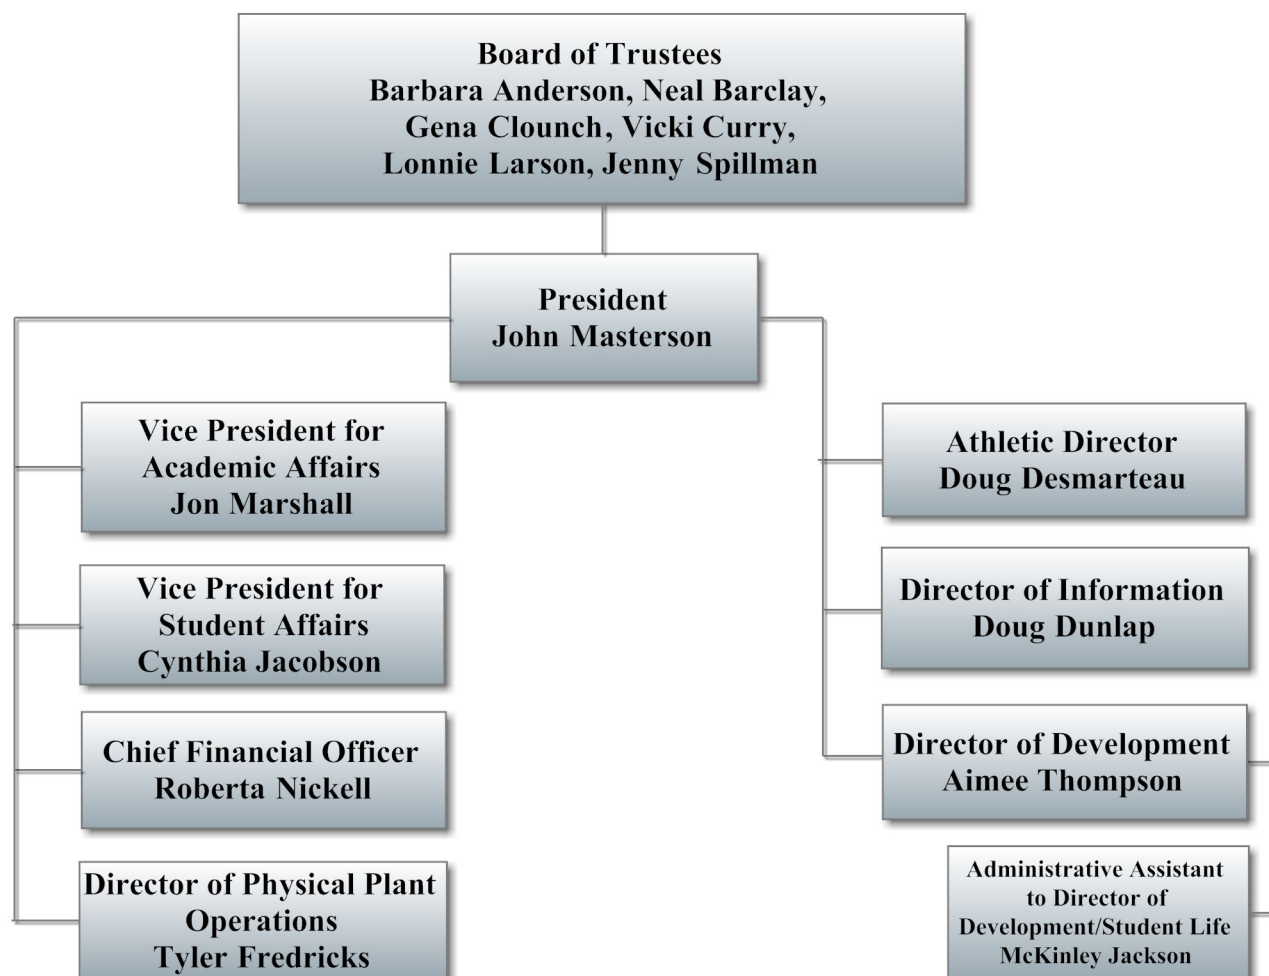 Board of Trustees
Barbara Anderson, Neal Barclay,
Gena Clounch, Vicki Curry,
Lonnie Larson, Jenny Spillman
President
John Masterson
Vice President for
Academic Affairs
Jon Marshall
Vice President for
Student Affairs
Cynthia Jacobson
Chief Financial Officer
Roberta Nickell
Director of Physical Plant
Operations
Tyler Fredricks
Athletic Director
Doug Desmarteau
Director of Information
Doug Dunlap
Director of Development
Aimee Thompson
Administrative Assistant
to Director of
Development/Student Life
McKinley Jackson